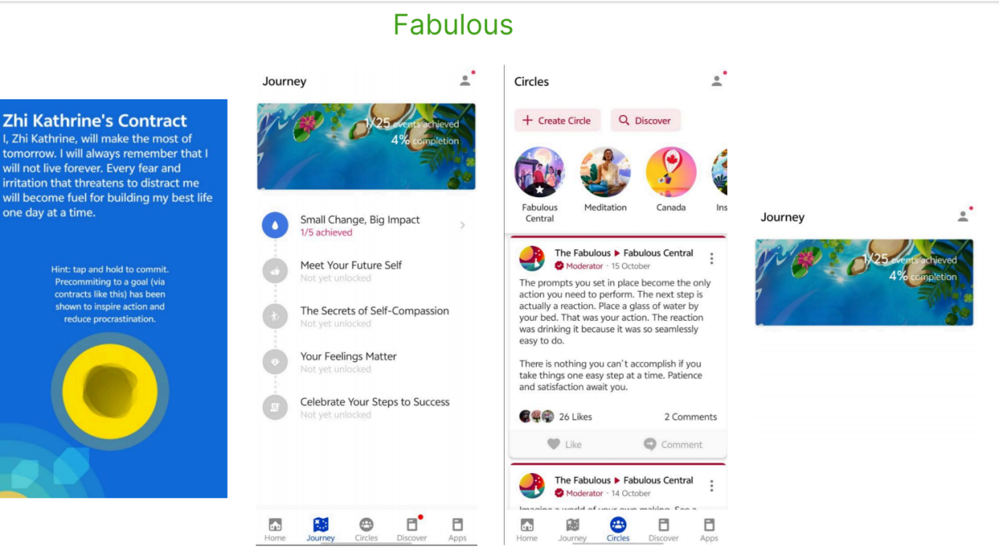 Fabulous
Zhi Kathrine's Contract
I, Zhi Kathrine, will make the most of
tomorrow. I will always remember that I
will not live forever. Every fear and
irritation that threatens to distract me
will become fuel for building my best life
one day at a time.
Hint: tap and hold to commit.
Precommiting to a goal (via
contracts like this) has been
shown to inspire action and
reduce procrastination.
Journey
1/25 events achieved
4% completion
Small Change, Big Impact
1/5 achieved
Meet Your Future Self
Not yet unlocked
The Secrets of Self-Compassion
Not yet unlocked
Your Feelings Matter
Not yet unlocked
Celebrate Your Steps to Success
Not yet unlocked
Home Journey Circles Discover Apps
Circles
+ Create Circle Discover
Fabulous
Central
Meditation
Canada
Ins
The Fabulous ▶ Fabulous Central
Moderator · 15 October
The prompts you set in place become the only
action you need to perform. The next step is
actually a reaction. Place a glass of water by
your bed. That was your action. The reaction
was drinking it because it was so seamlessly
easy to do.
There is nothing you can't accomplish if you
take things one easy step at a time. Patience
and satisfaction await you.
26 Likes 2 Comments
Like Comment
The Fabulous ▶ Fabulous Central
Moderator · 14 October
Imagine a world of your own making. See a
Home Journey Circles Discover Apps
Journey
1/25 events achieved
4% completion